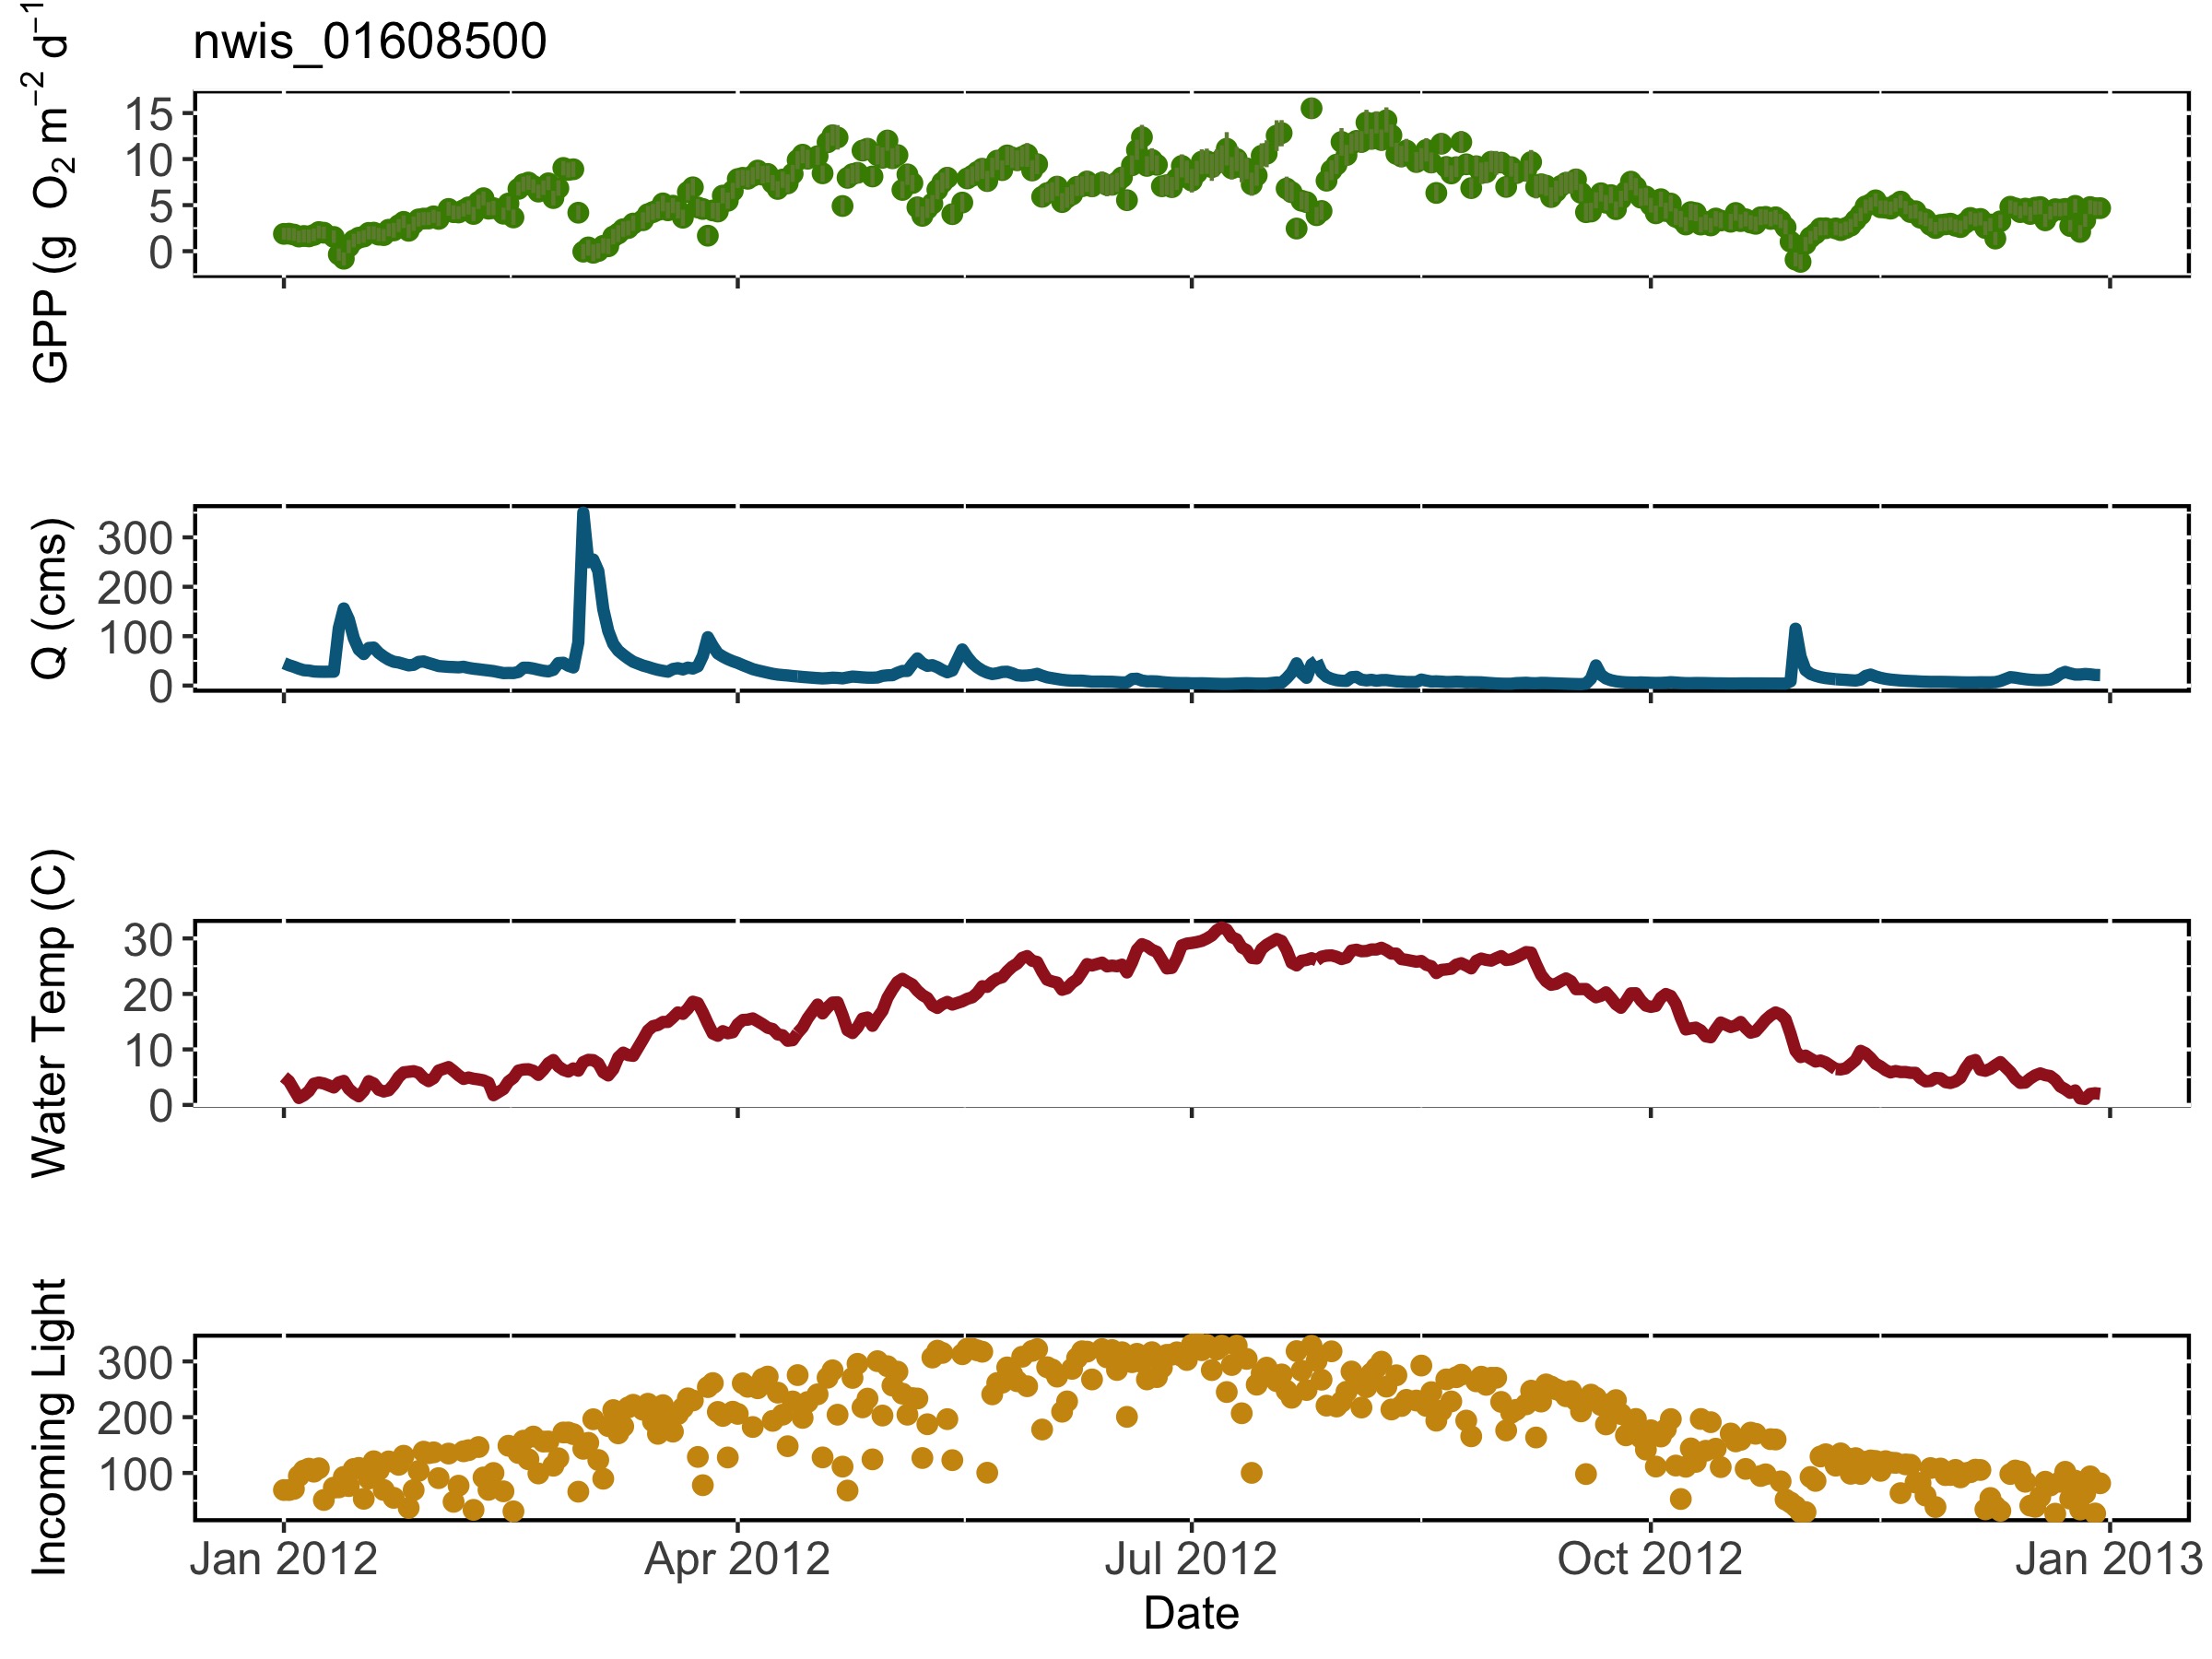 nwis_01608500
GPP (g O₂ m⁻² d⁻¹
15
10
5
0
Q (cms)
300
200
100
0
Water Temp (C)
30
20
10
0
Incoming Light
300
200
100
Jan 2012 Apr 2012 Jul 2012 Oct 2012 Jan 2013
Date